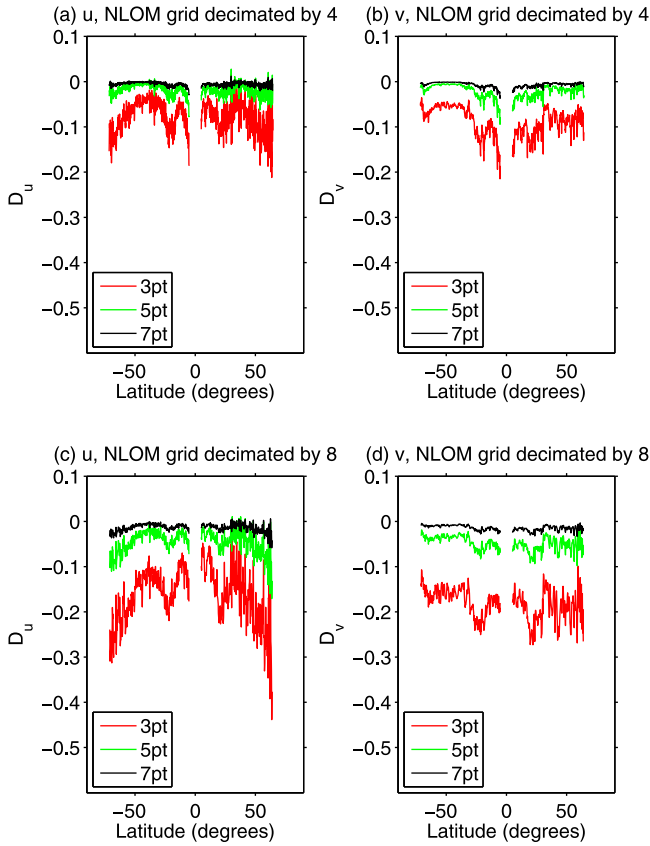 (a) u, NLOM grid decimated by 4
0.1
0
−0.1
−0.2
−0.3
−0.4
−0.5
D_u
3pt
5pt
7pt
−50 0 50
Latitude (degrees)
(b) v, NLOM grid decimated by 4
0.1
0
−0.1
−0.2
−0.3
−0.4
−0.5
D_v
3pt
5pt
7pt
−50 0 50
Latitude (degrees)
(c) u, NLOM grid decimated by 8
0.1
0
−0.1
−0.2
−0.3
−0.4
−0.5
D_u
3pt
5pt
7pt
−50 0 50
Latitude (degrees)
(d) v, NLOM grid decimated by 8
0.1
0
−0.1
−0.2
−0.3
−0.4
−0.5
D_v
3pt
5pt
7pt
−50 0 50
Latitude (degrees)